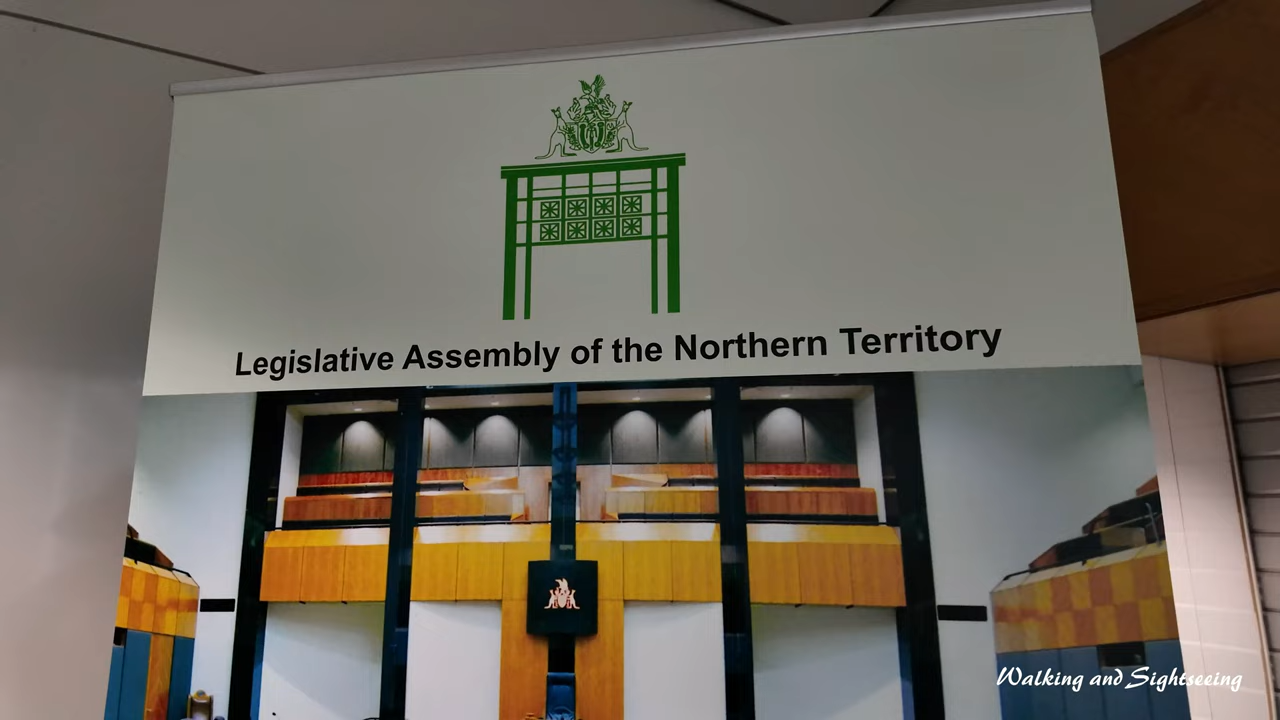 Legislative Assembly of the Northern Territory
Walking and Sightseeing